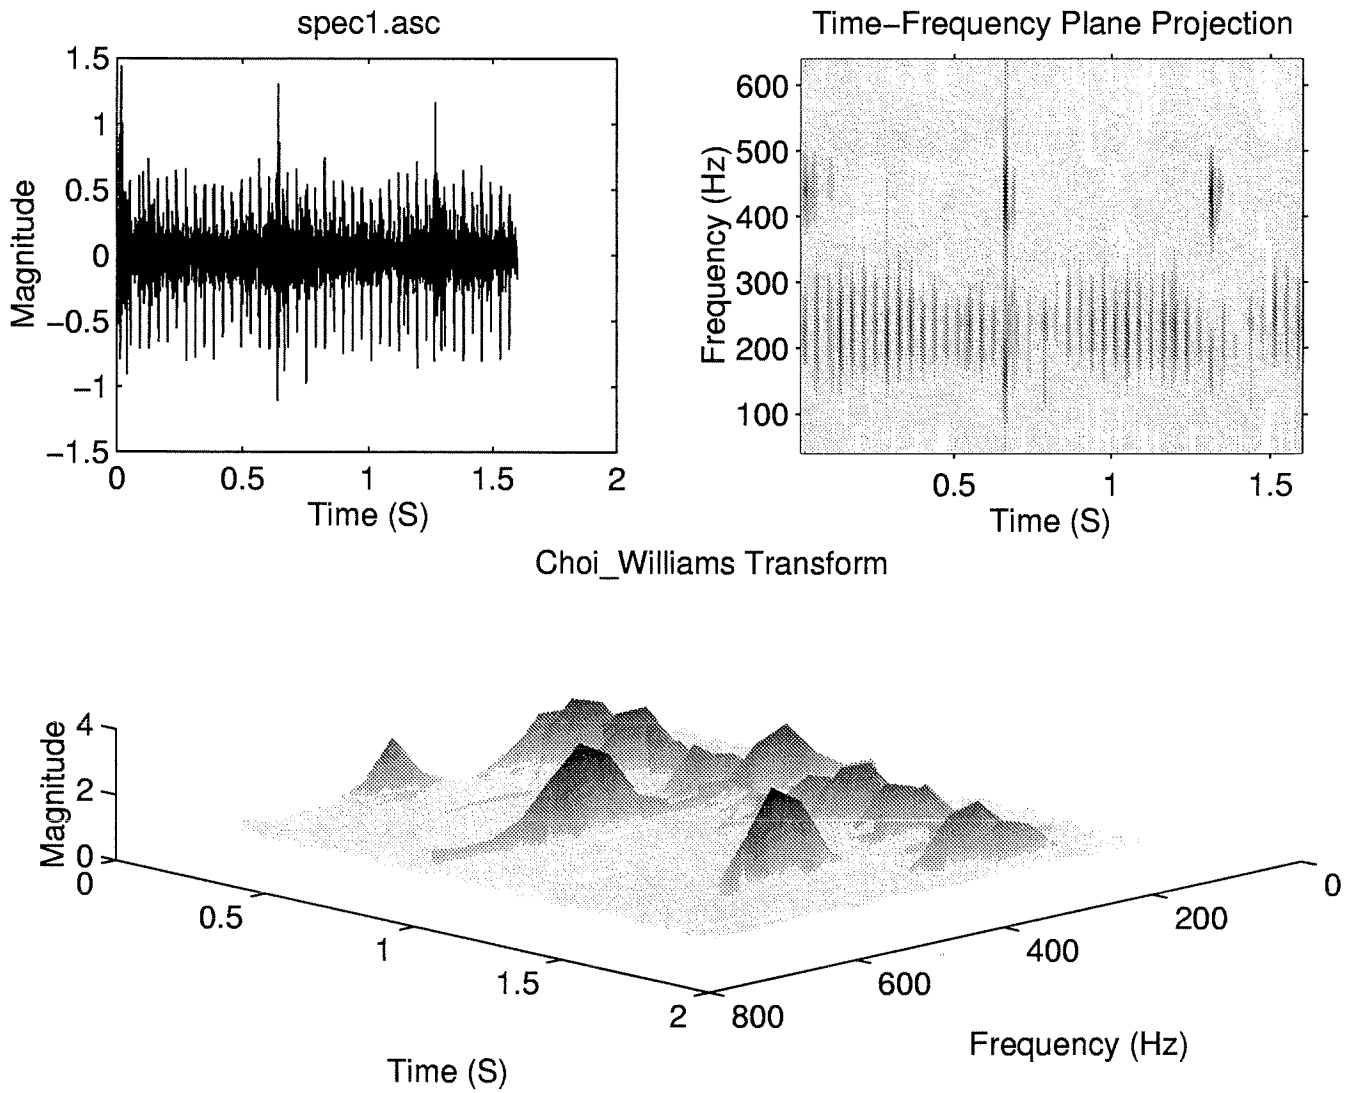 spec1.asc
Magnitude
1.5
1
0.5
0
−0.5
−1
−1.5
0 0.5 1 1.5 2
Time (S)
Time−Frequency Plane Projection
Frequency (Hz)
600
500
400
300
200
100
0.5 1 1.5
Time (S)
Choi_Williams Transform
Magnitude
4
2
0
0
0.5
1
1.5
2
Time (S)
800
600
400
200
0
Frequency (Hz)